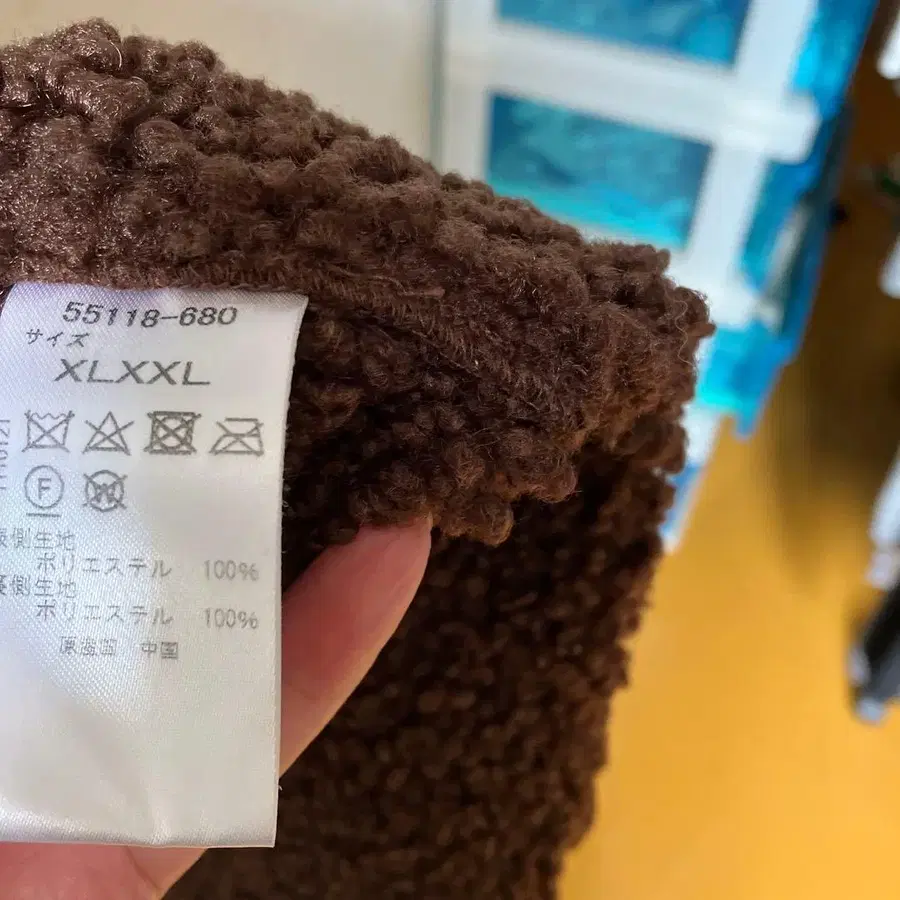 55118-680
サイズ
XLXXL
F
W
表側生地
ポリエステル 100%
裏側生地
ポリエステル 100%
原産国 中国